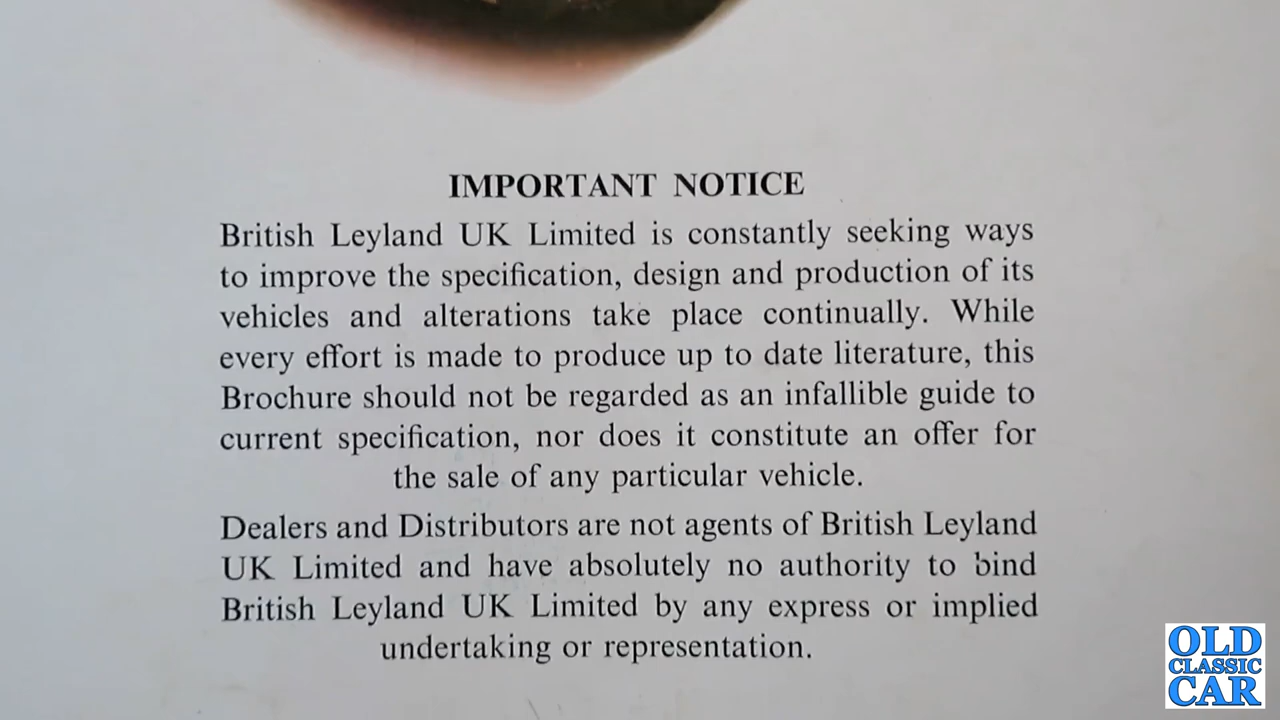 IMPORTANT NOTICE
British Leyland UK Limited is constantly seeking ways
to improve the specification, design and production of its
vehicles and alterations take place continually. While
every effort is made to produce up to date literature, this
Brochure should not be regarded as an infallible guide to
current specification, nor does it constitute an offer for
the sale of any particular vehicle.
Dealers and Distributors are not agents of British Leyland
UK Limited and have absolutely no authority to bind
British Leyland UK Limited by any express or implied
undertaking or representation.
OLD
CLASSIC
CAR